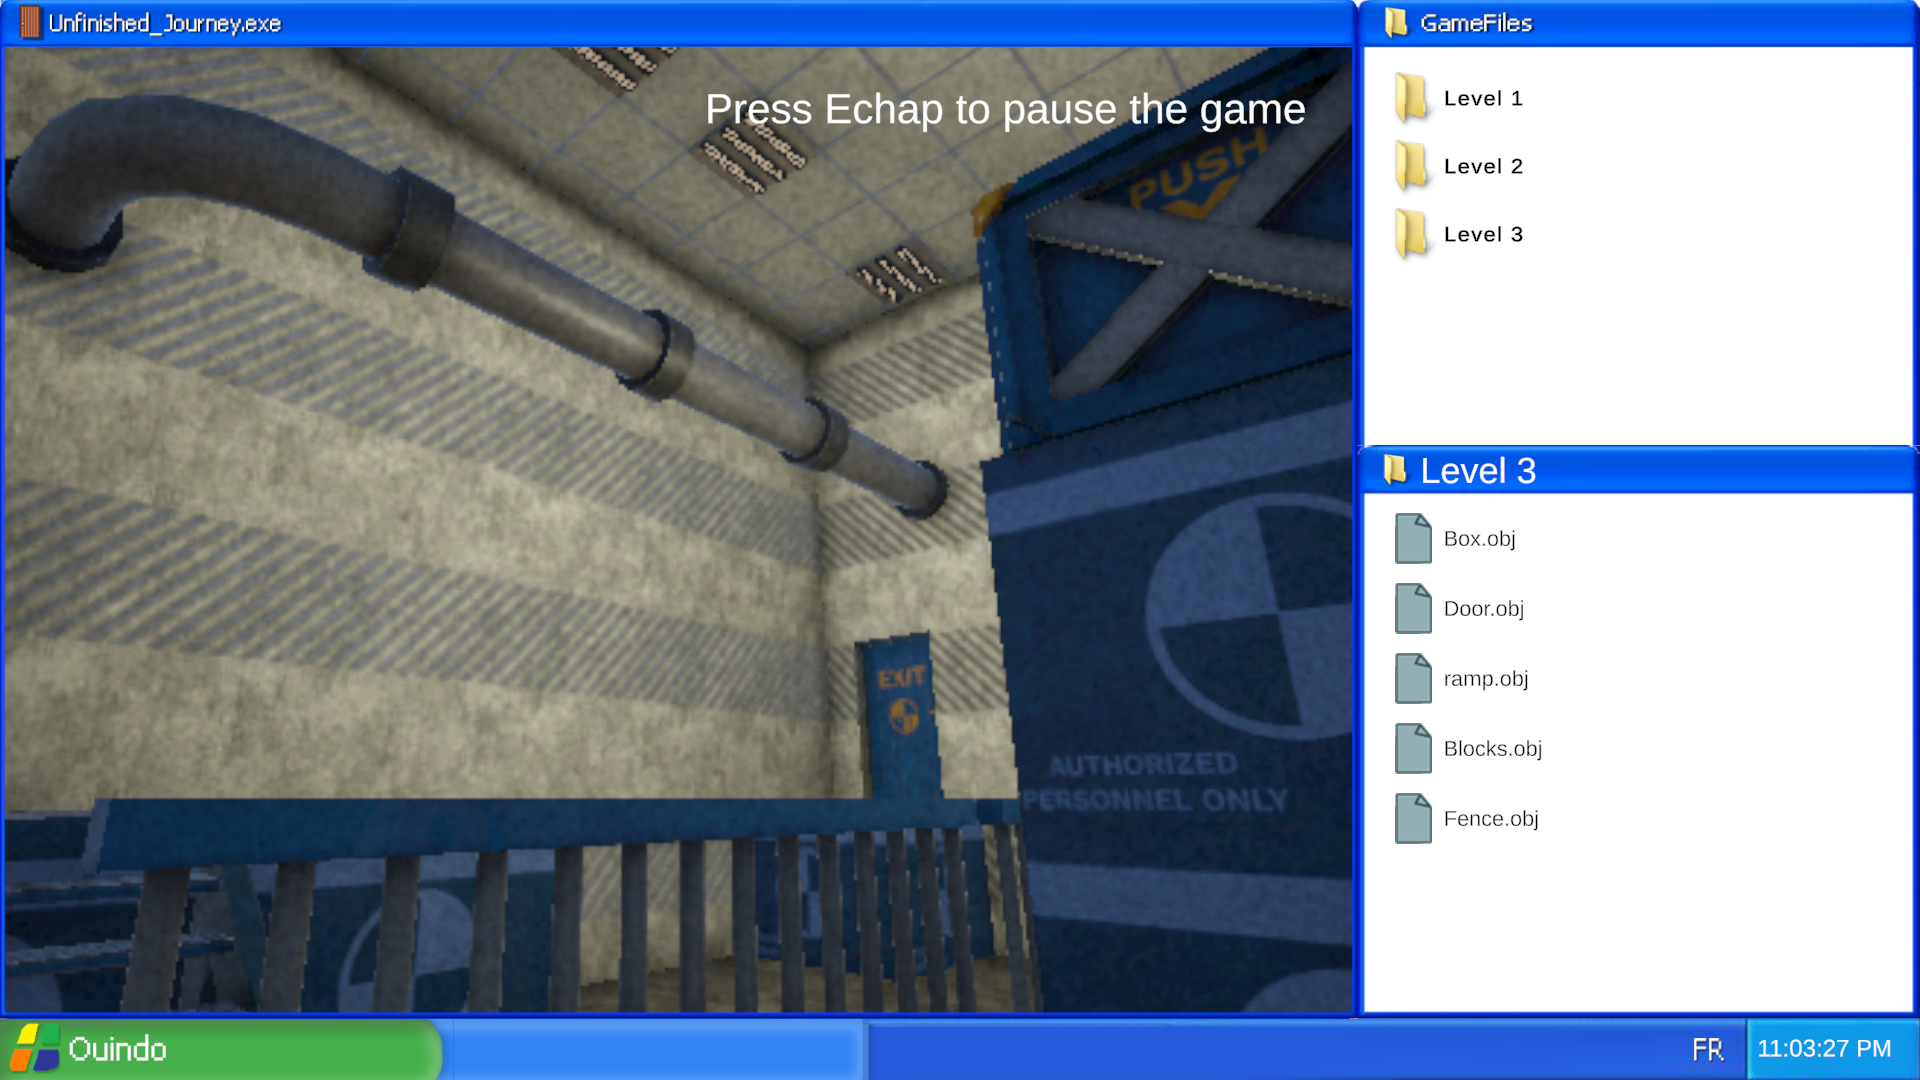 Unfinished_Journey.exe
Press Echap to pause the game
PUSH
EXIT
AUTHORIZED
PERSONNEL ONLY
GameFiles
Level 1
Level 2
Level 3
Level 3
Box.obj
Door.obj
ramp.obj
Blocks.obj
Fence.obj
Ouindo
FR
11:03:27 PM